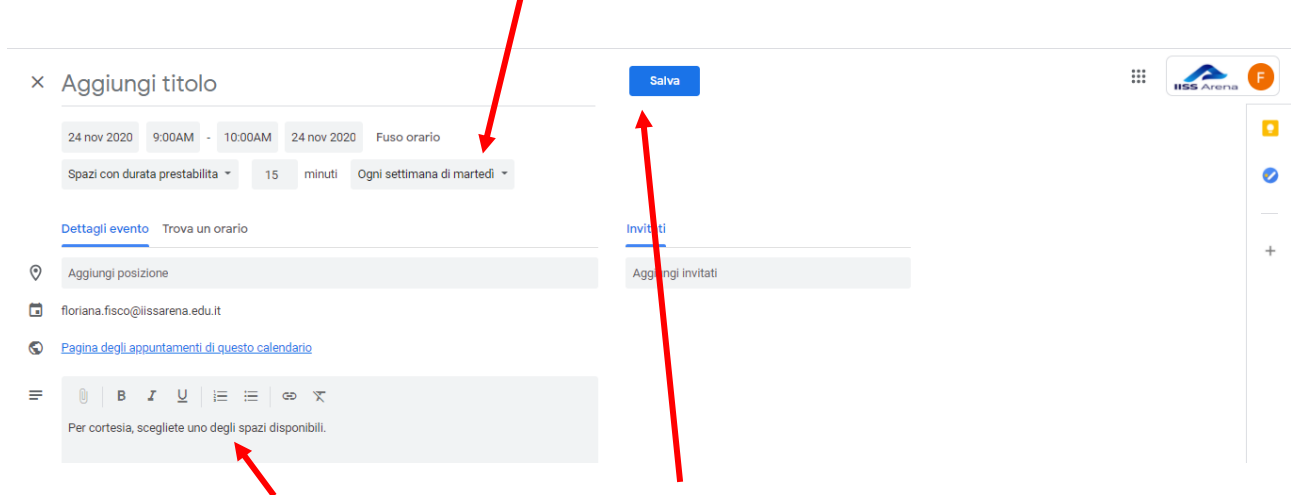 Aggiungi titolo
Salva
IISS Arena
F
24 nov 2020 9:00AM - 10:00AM 24 nov 2020 Fuso orario
Spazi con durata prestabilita 15 minuti Ogni settimana di martedì
Dettagli evento Trova un orario
Invitati
Aggiungi posizione
Aggiungi invitati
floriana.fisco@iissarena.edu.it
Pagina degli appuntamenti di questo calendario
B I U
Per cortesia, scegliete uno degli spazi disponibili.